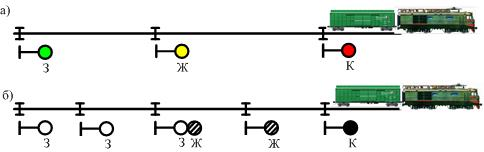 а)
З Ж К
б)
З З З Ж Ж К